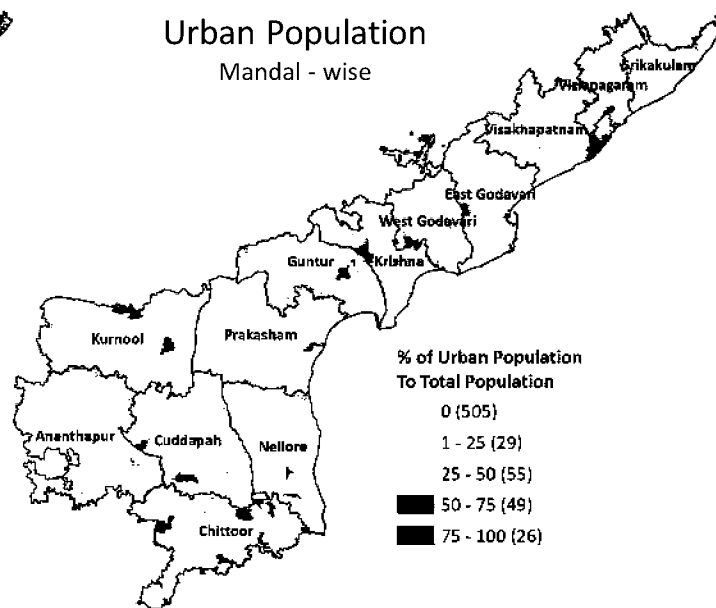 Urban Population
Mandal - wise
Srikakulam
Vizianagaram
Visakhapatnam
East Godavari
West Godavari
Guntur
Krishna
Kurnool
Prakasham
% of Urban Population
To Total Population
0 (505)
Ananthapur
Cuddapah
Nellore
1 - 25 (29)
25 - 50 (55)
50 - 75 (49)
Chittoor
75 - 100 (26)